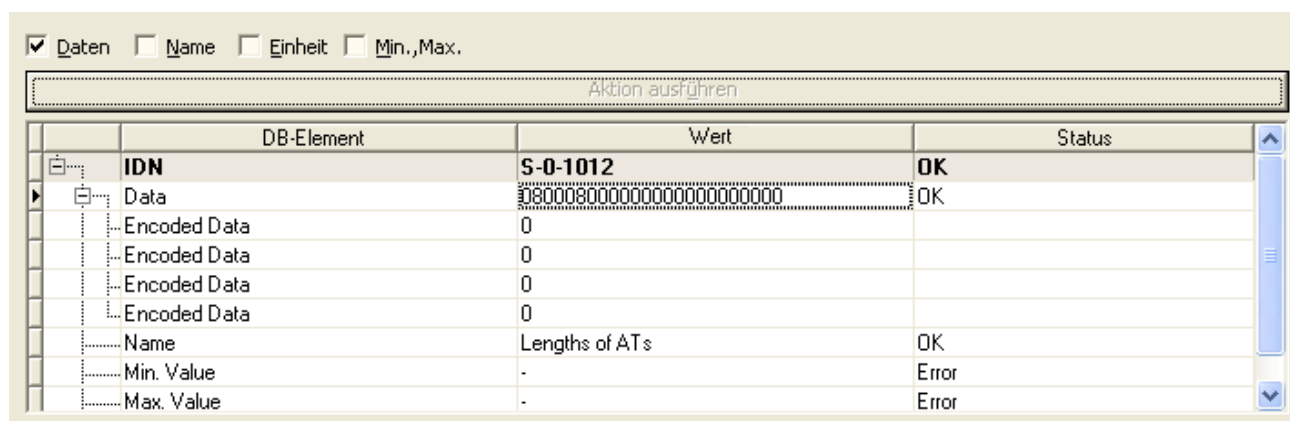 Daten Name Einheit Min.,Max.
Aktion ausführen
DB-Element Wert Status
IDN S-0-1012 OK
Data 080008000000000000000000 OK
Encoded Data 0
Encoded Data 0
Encoded Data 0
Encoded Data 0
Name Lengths of ATs OK
Min. Value - Error
Max. Value - Error